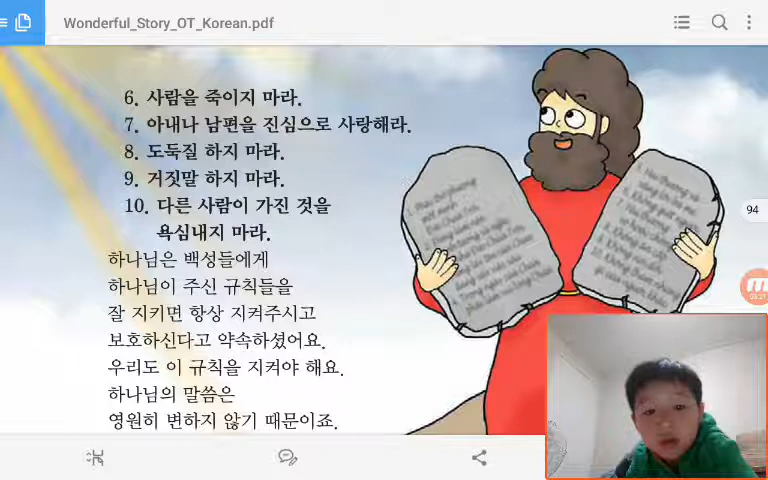 Wonderful_Story_OT_Korean.pdf
6. 사람을 죽이지 마라.
7. 아내나 남편을 진심으로 사랑해라.
8. 도둑질 하지 마라.
9. 거짓말 하지 마라.
10. 다른 사람이 가진 것을
욕심내지 마라.
하나님은 백성들에게
하나님이 주신 규칙들을
잘 지키면 항상 지켜주시고
보호하신다고 약속하셨어요.
우리도 이 규칙을 지켜야 해요.
하나님의 말씀은
영원히 변하지 않기 때문이죠.
94
03:21